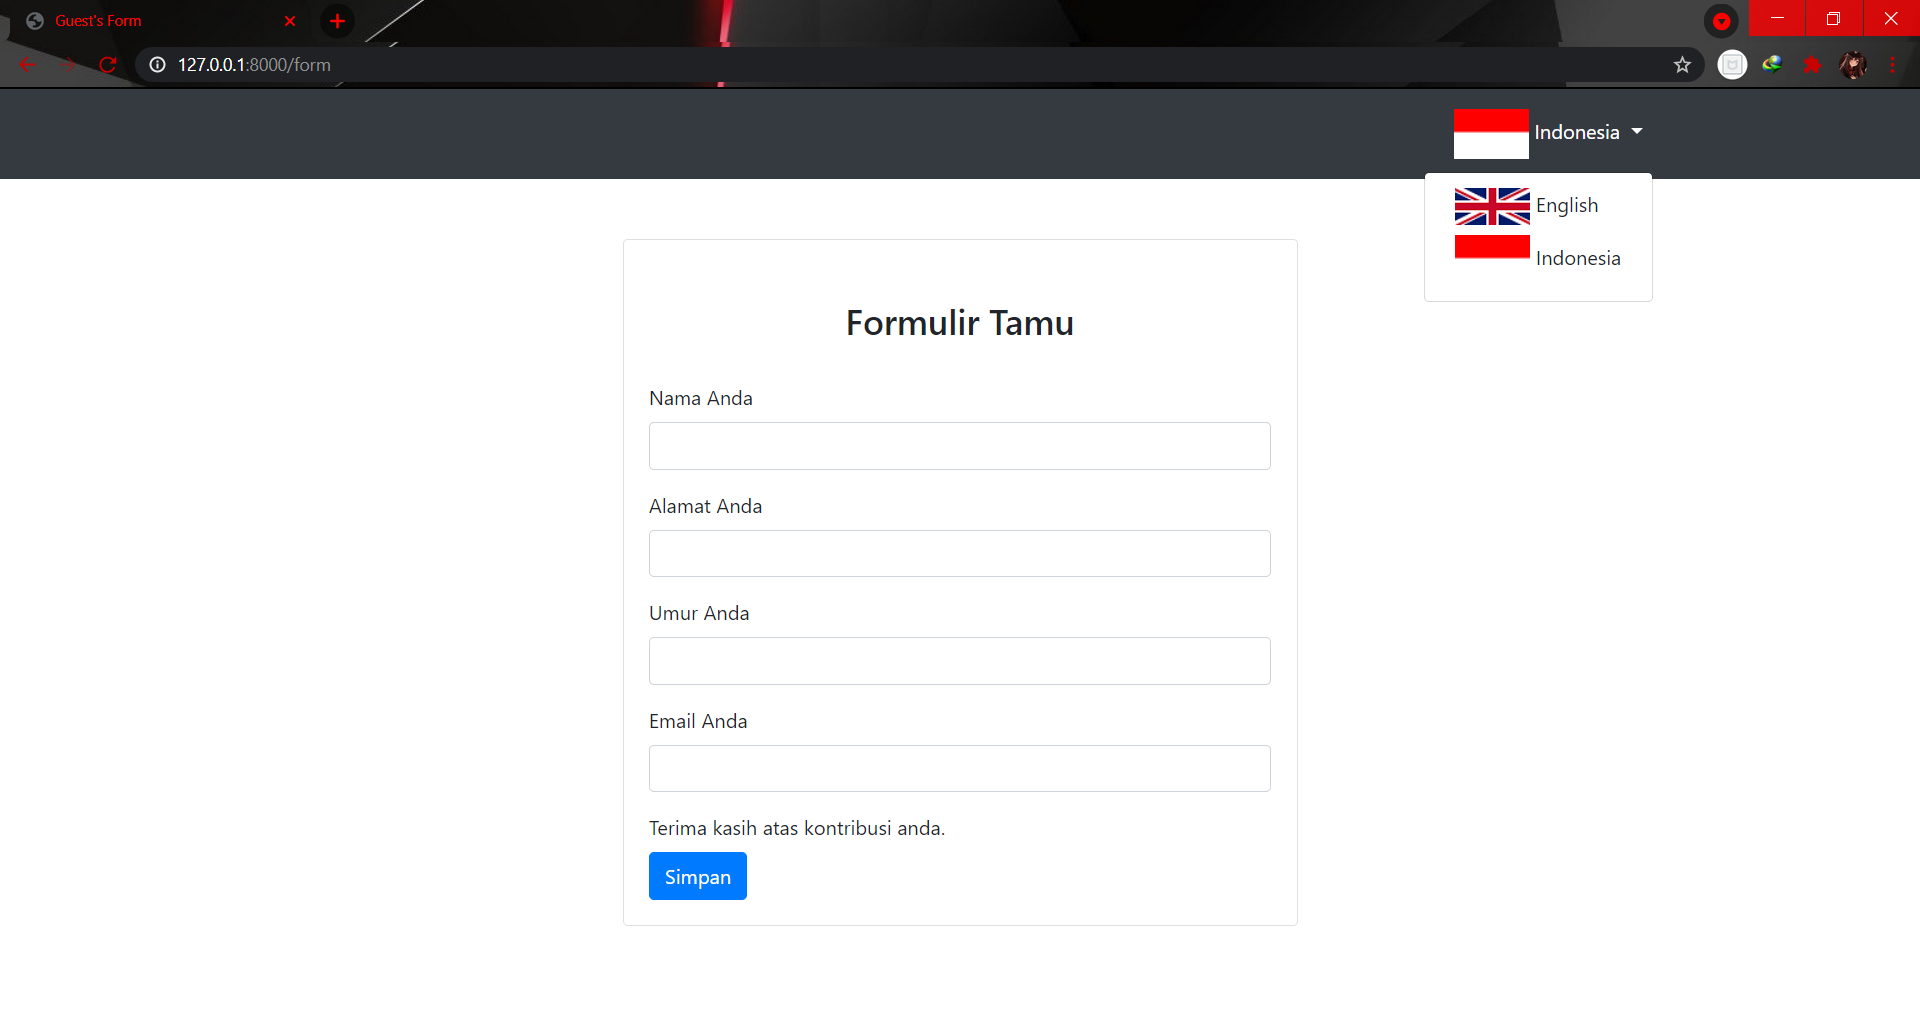 Guest's Form
127.0.0.1:8000/form
Indonesia
English
Indonesia
Formulir Tamu
Nama Anda
Alamat Anda
Umur Anda
Email Anda
Terima kasih atas kontribusi anda.
Simpan